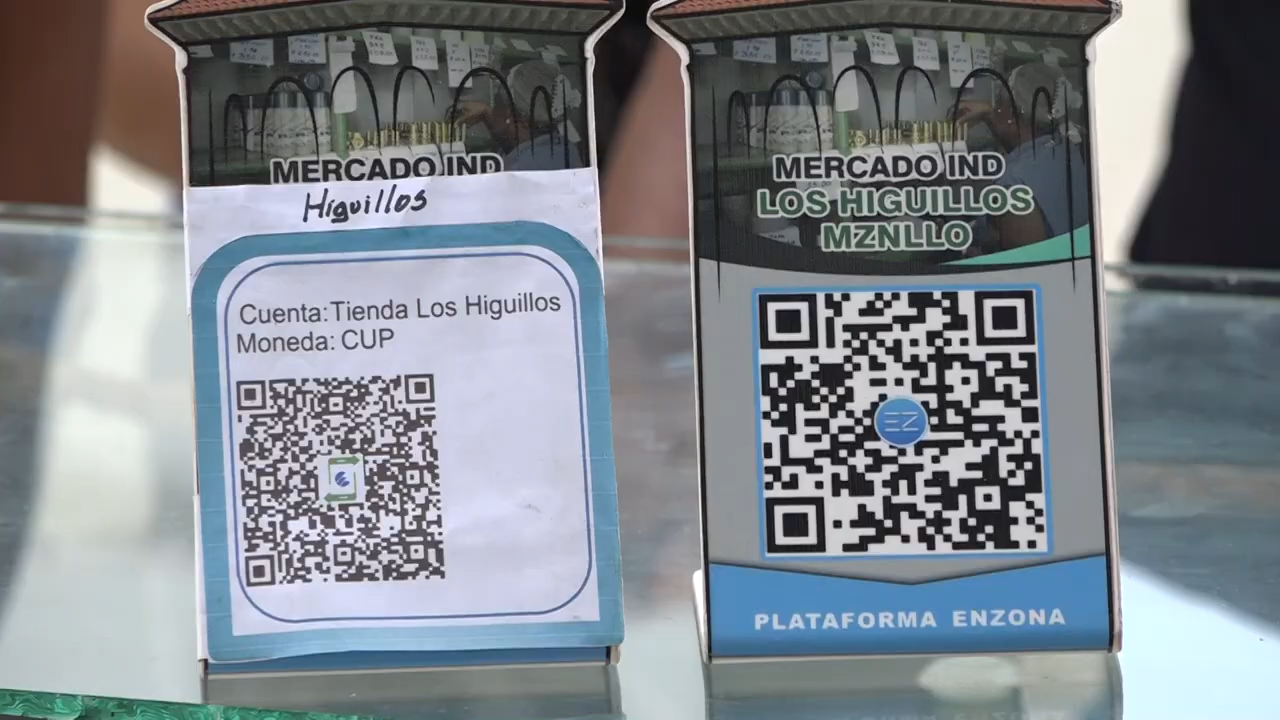 MERCADO IND
Higuillos
Cuenta: Tienda Los Higuillos
Moneda: CUP
MERCADO IND
LOS HIGUILLOS
MZNLLO
EZ
PLATAFORMA ENZONA